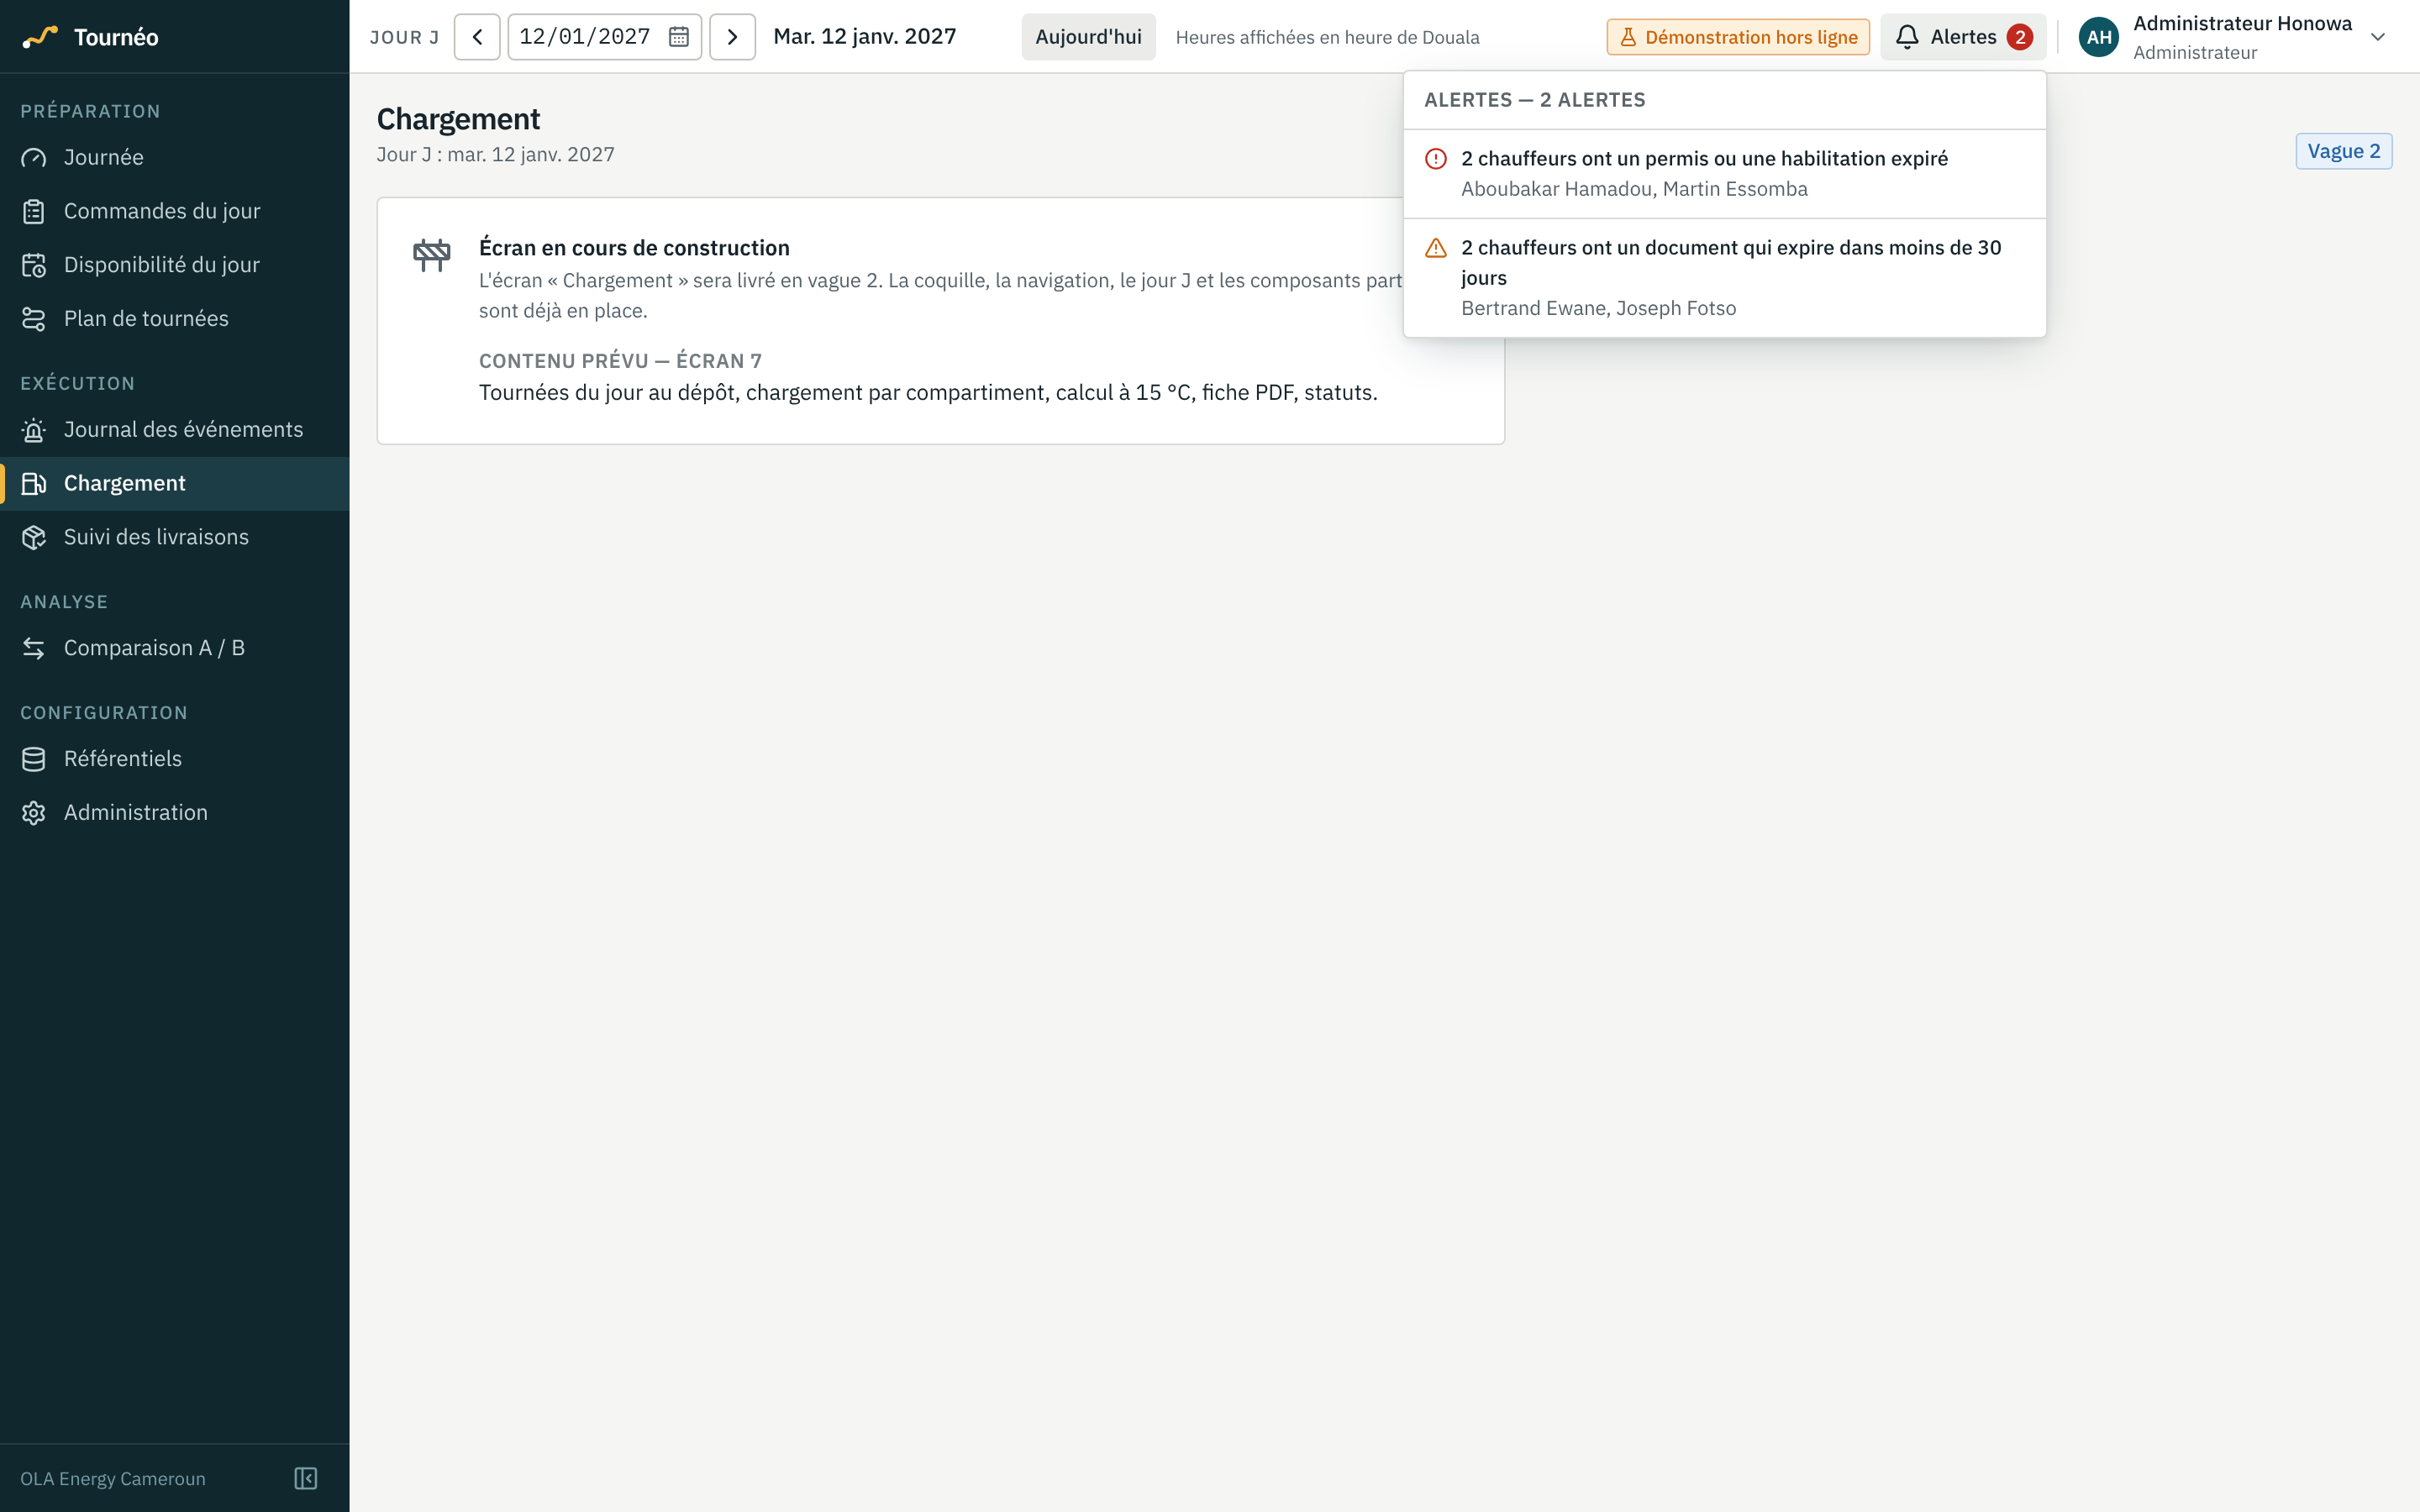 Tournéo
JOUR J
12/01/2027
Mar. 12 janv. 2027
Aujourd'hui
Heures affichées en heure de Douala
Démonstration hors ligne
Alertes 2
AH
Administrateur Honowa
Administrateur
PRÉPARATION
Journée
Commandes du jour
Disponibilité du jour
Plan de tournées
EXÉCUTION
Journal des événements
Chargement
Suivi des livraisons
ANALYSE
Comparaison A / B
CONFIGURATION
Référentiels
Administration
OLA Energy Cameroun
Chargement
Jour J : mar. 12 janv. 2027
Vague 2
Écran en cours de construction
L'écran « Chargement » sera livré en vague 2. La coquille, la navigation, le jour J et les composants part
sont déjà en place.
CONTENU PRÉVU — ÉCRAN 7
Tournées du jour au dépôt, chargement par compartiment, calcul à 15 °C, fiche PDF, statuts.
ALERTES — 2 ALERTES
2 chauffeurs ont un permis ou une habilitation expiré
Aboubakar Hamadou, Martin Essomba
2 chauffeurs ont un document qui expire dans moins de 30
jours
Bertrand Ewane, Joseph Fotso